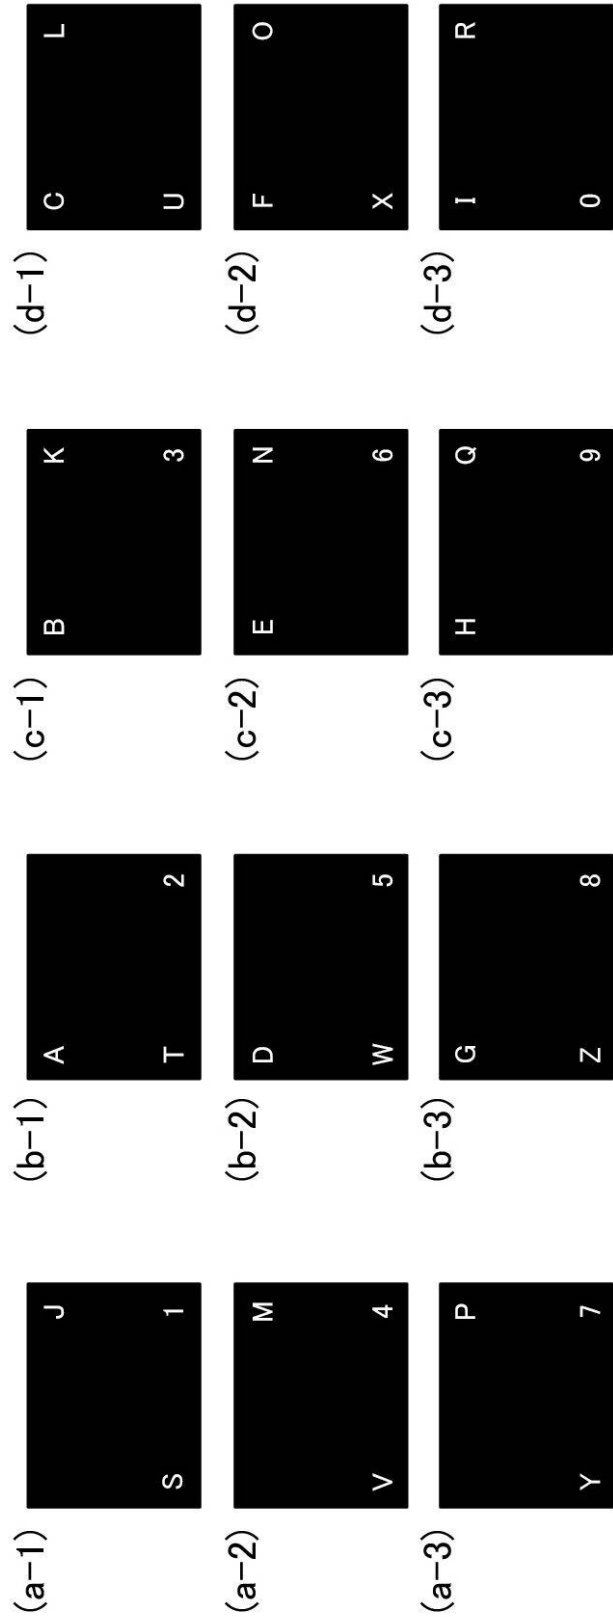 (a-1) (b-1) (c-1) (d-1)
J A B K C L
S 1 T 2 3 U
(a-2) (b-2) (c-2) (d-2)
M D E N F O
V 4 W 5 6 X
(a-3) (b-3) (c-3) (d-3)
P G H Q I R
Y 7 Z 8 9 0